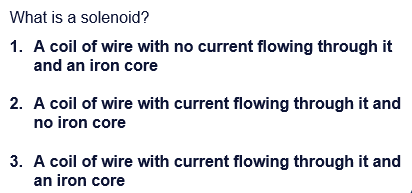 What is a solenoid?
1. A coil of wire with no current flowing through it
and an iron core
2. A coil of wire with current flowing through it and
no iron core
3. A coil of wire with current flowing through it and
an iron core